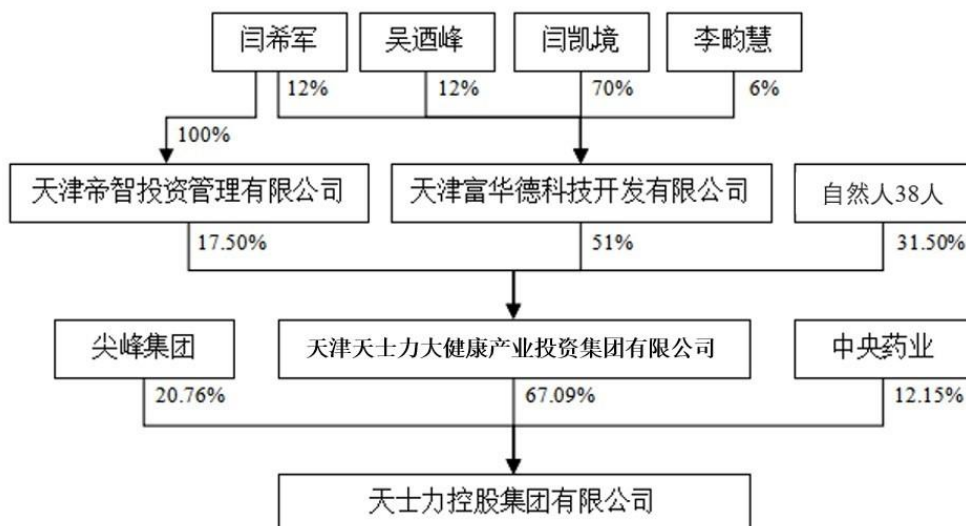 闫希军 吴迺峰 闫凯境 李畇慧
12% 12% 70% 6%
100%
天津帝智投资管理有限公司 天津富华德科技开发有限公司 自然人38人
17.50% 51% 31.50%
尖峰集团 天津天士力大健康产业投资集团有限公司 中央药业
20.76% 67.09% 12.15%
天士力控股集团有限公司